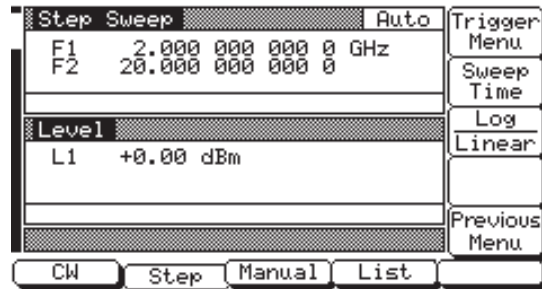 Step Sweep Auto
F1 2.000 000 000 0 GHz
F2 20.000 000 000 0
Level
L1 +0.00 dBm
Trigger
Menu
Sweep
Time
Log
Linear
Previous
Menu
CW Step Manual List